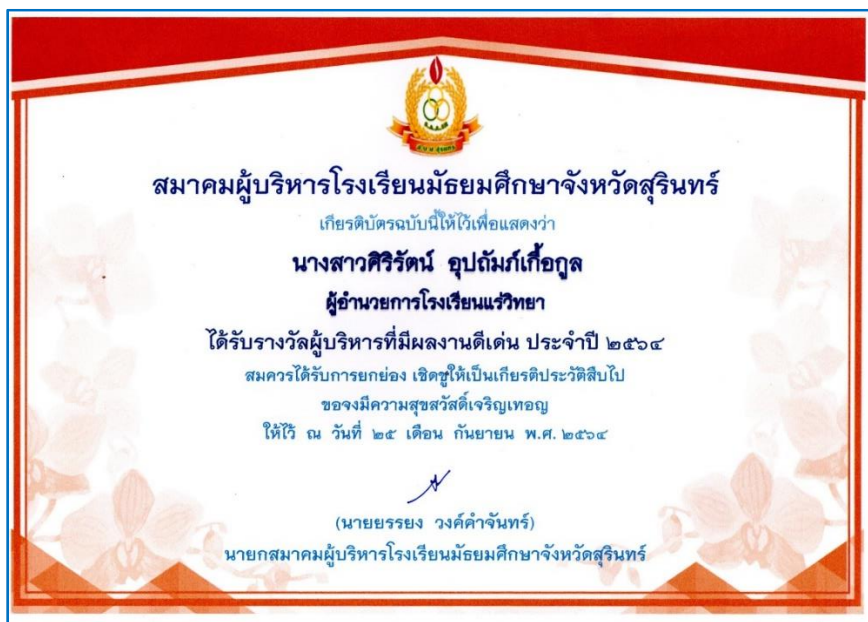 ส.บ.ม.สุรินทร์
สมาคมผู้บริหารโรงเรียนมัธยมศึกษาจังหวัดสุรินทร์
เกียรติบัตรฉบับนี้ให้ไว้เพื่อแสดงว่า
นางสาวศิริรัตน์ อุปถัมภ์เกื้อกูล
ผู้อำนวยการโรงเรียนแร่วิทยา
ได้รับรางวัลผู้บริหารที่มีผลงานดีเด่น ประจำปี ๒๕๖๔
สมควรได้รับการยกย่อง เชิดชูให้เป็นเกียรติประวัติสืบไป
ขอจงมีความสุขสวัสดิ์เจริญเทอญ
ให้ไว้ ณ วันที่ ๒๕ เดือน กันยายน พ.ศ. ๒๕๖๔
(นายยรรยง วงค์คำจันทร์)
นายกสมาคมผู้บริหารโรงเรียนมัธยมศึกษาจังหวัดสุรินทร์